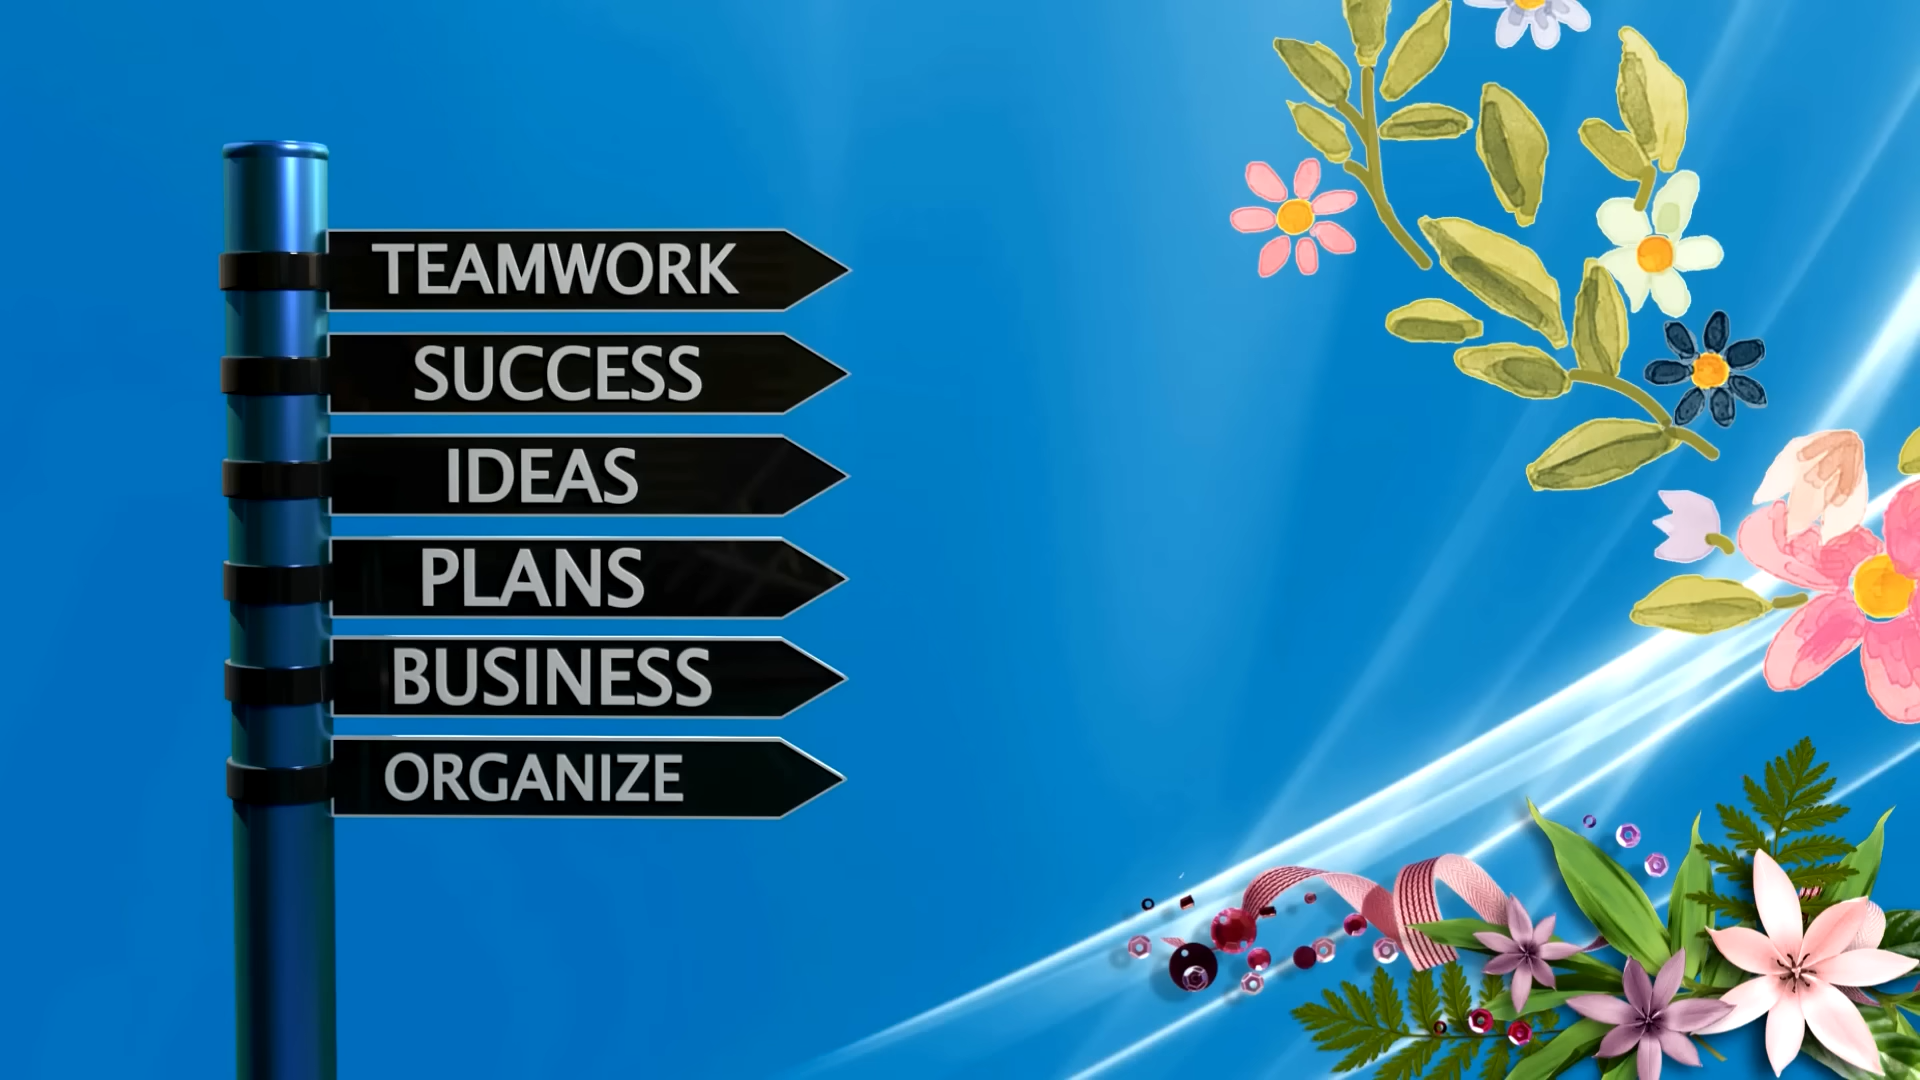 TEAMWORK
SUCCESS
IDEAS
PLANS
BUSINESS
ORGANIZE